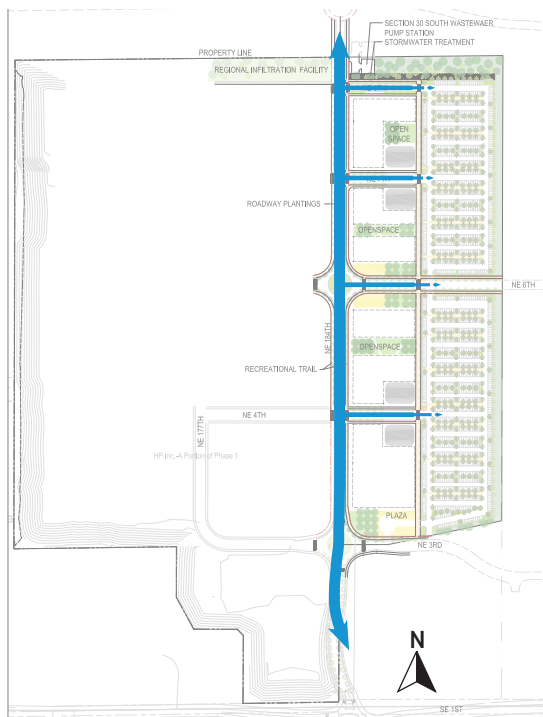 SECTION 30 SOUTH WASTEWAER
PUMP STATION
STORMWATER TREATMENT
PROPERTY LINE
REGIONAL INFILTRATION FACILITY
OPEN
SPACE
ROADWAY PLANTINGS
OPENSPACE
NE 6TH
NE 184TH
OPENSPACE
RECREATIONAL TRAIL
NE 177TH
NE 4TH
HP Inc.-A Portion of Phase 1
PLAZA
NE 3RD
N
SE 1ST